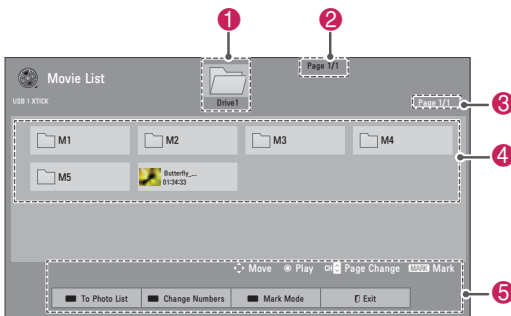 1
2
Page 1/1
Movie List
USB 1 XTICK
Drive1
Page 1/1
3
M1
M2
M3
M4
4
M5
Butterfly_...
01:34:33
Move
Play
CH Page Change
MARK Mark
To Photo List
Change Numbers
Mark Mode
Exit
5